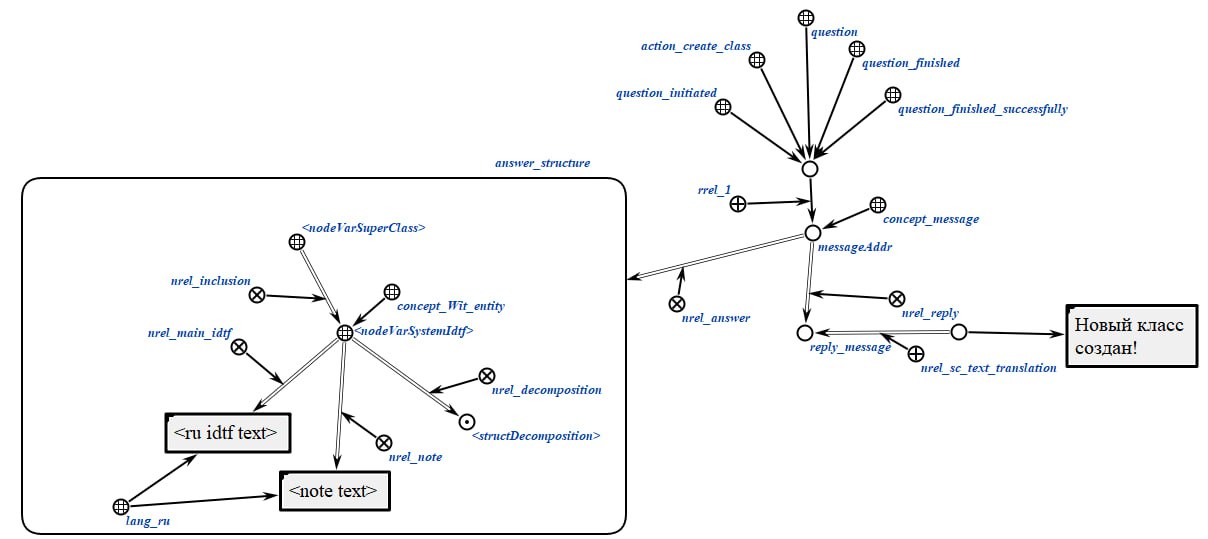 question
action_create_class
question_finished
question_initiated
question_finished_successfully
answer_structure
rrel_1
concept_message
<nodeVarSuperClass>
messageAddr
nrel_inclusion
concept_Wit_entity
nrel_answer
nrel_reply
nrel_main_idtf
<nodeVarSystemIdtf>
reply_message
nrel_sc_text_translation
Новый класс
создан!
nrel_decomposition
<ru idtf text>
<structDecomposition>
nrel_note
<note text>
lang_ru